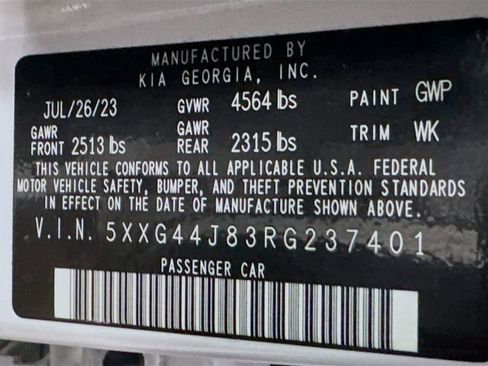 MANUFACTURED BY
KIA GEORGIA, INC.
JUL/26/23 GVWR 4564 lbs PAINT GWP
GAWR FRONT 2513 lbs GAWR REAR 2315 lbs TRIM WK
THIS VEHICLE CONFORMS TO ALL APPLICABLE U.S.A. FEDERAL
MOTOR VEHICLE SAFETY, BUMPER, AND THEFT PREVENTION STANDARDS
IN EFFECT ON THE DATE OF MANUFACTURE SHOWN ABOVE.
V.I.N. 5XXG44J83RG237401
PASSENGER CAR